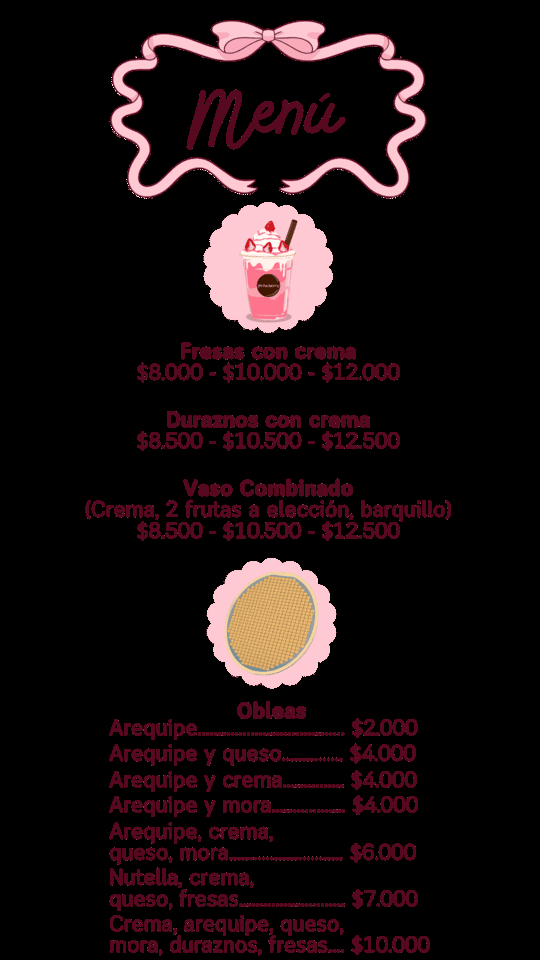 Menú
Fresas con crema
$8.000 - $10.000 - $12.000
Duraznos con crema
$8.500 - $10.500 - $12.500
Vaso Combinado
(Crema, 2 frutas a elección, barquillo)
$8.500 - $10.500 - $12.500
Obleas
Arequipe.................................. $2.000
Arequipe y queso.............. $4.000
Arequipe y crema.............. $4.000
Arequipe y mora................. $4.000
Arequipe, crema,
queso, mora.......................... $6.000
Nutella, crema,
queso, fresas........................ $7.000
Crema, arequipe, queso,
mora, duraznos, fresas.... $10.000